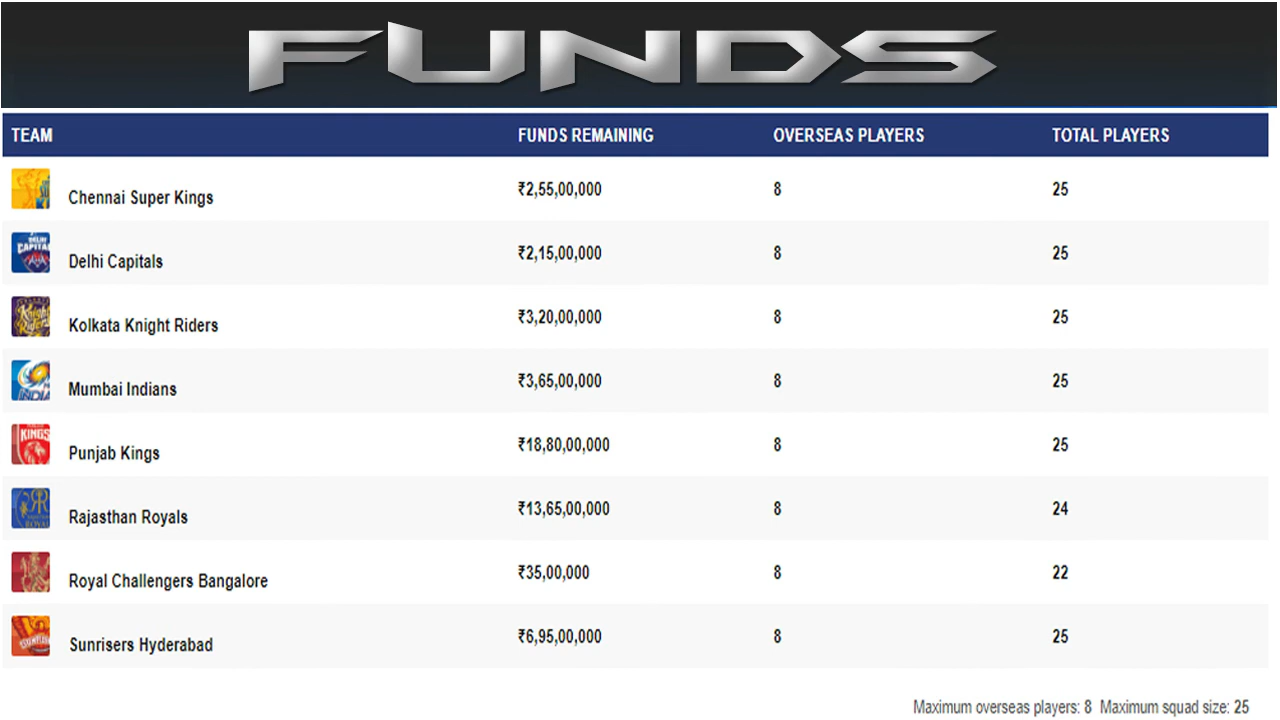 FUNDS
TEAM FUNDS REMAINING OVERSEAS PLAYERS TOTAL PLAYERS
Chennai Super Kings ₹2,55,00,000 8 25
Delhi Capitals ₹2,15,00,000 8 25
Kolkata Knight Riders ₹3,20,00,000 8 25
Mumbai Indians ₹3,65,00,000 8 25
KINGS
Punjab Kings ₹18,80,00,000 8 25
Rajasthan Royals ₹13,65,00,000 8 24
Royal Challengers Bangalore ₹35,00,000 8 22
Sunrisers Hyderabad ₹6,95,00,000 8 25
Maximum overseas players: 8 Maximum squad size: 25